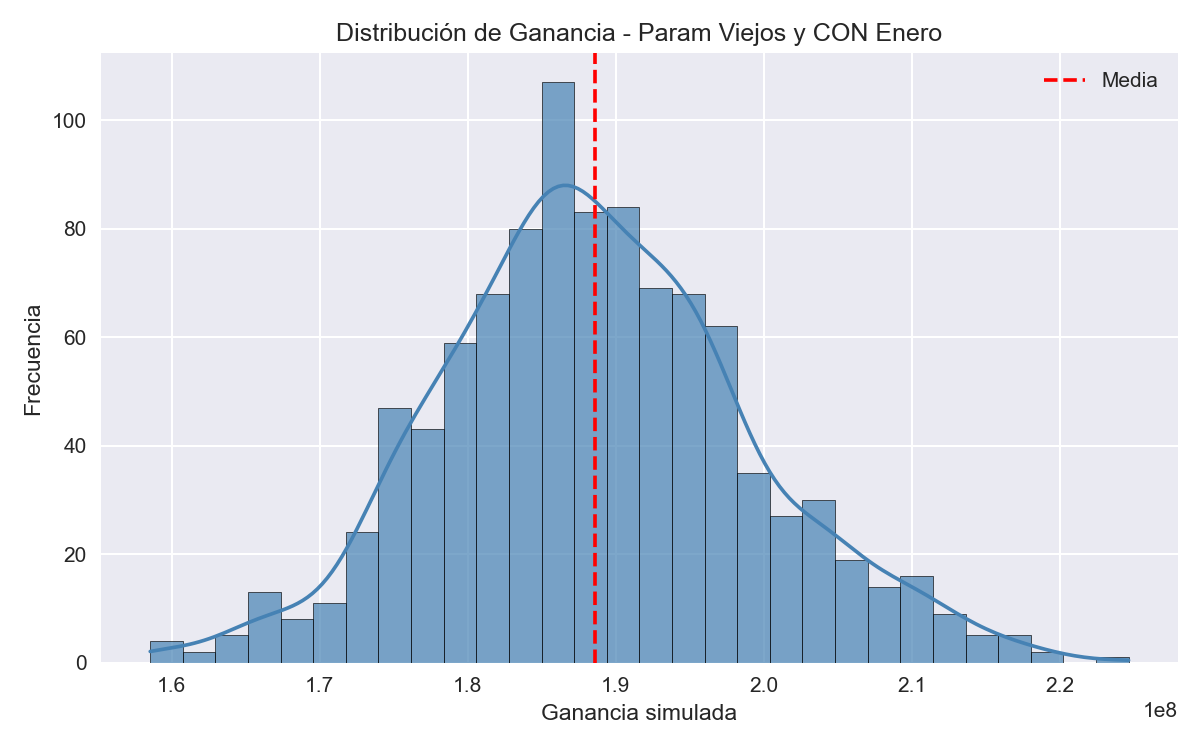 Distribución de Ganancia - Param Viejos y CON Enero
Media
100
80
60
40
20
0
Frecuencia
1.6 1.7 1.8 1.9 2.0 2.1 2.2
1e8
Ganancia simulada